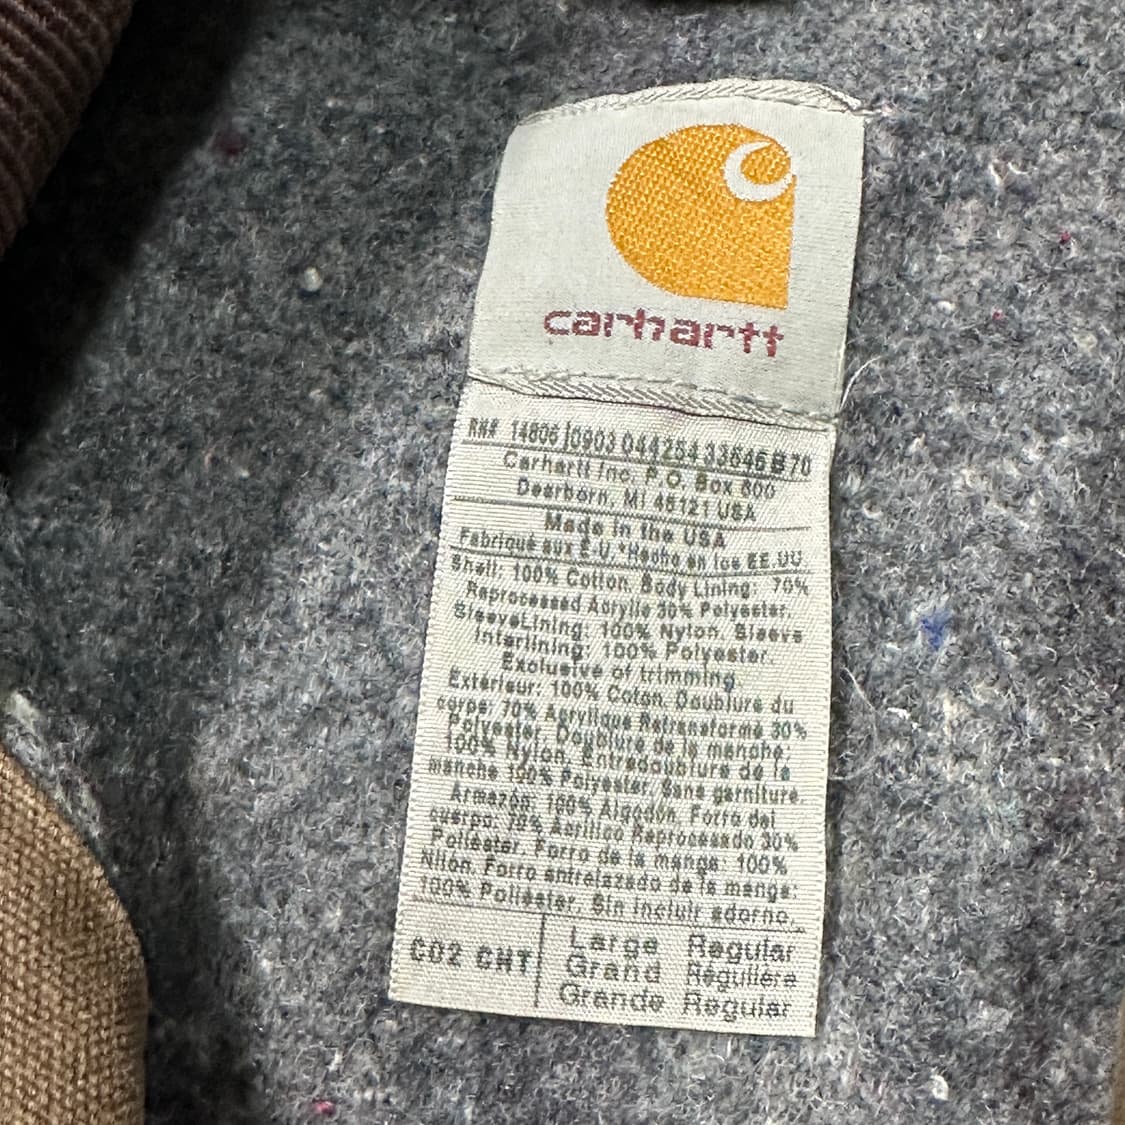 carhartt
RN# 14806 0903 044254 33646 B 70
Carhartt Inc. P.O. Box 600
Dearborn, MI 48121 USA
Made in the USA
Fabriqué aux E.U.*Hecho en los EE.UU.
Shell: 100% Cotton. Body Lining: 70%
Reprocessed Acrylic 30% Polyester.
SleeveLining: 100% Nylon. Sleeve
Interlining: 100% Polyester.
Exclusive of trimming.
Extérieur: 100% Coton. Doublure du
corps: 70% Acrylique Retransformé 30%
Polyester. Doublure de la manche:
100% Nylon. Entredoublure de la
manche 100% Polyester. Sans garniture.
Armazón: 100% Algodón. Forro del
cuerpo: 70% Acrílico Reprocesado 30%
Poliéster. Forro de la manga: 100%
Nilón. Forro entrelazado de la manga:
100% Poliéster. Sin incluir adorno.
C02 CHT
Large Regular
Grand Régulière
Grande Regular